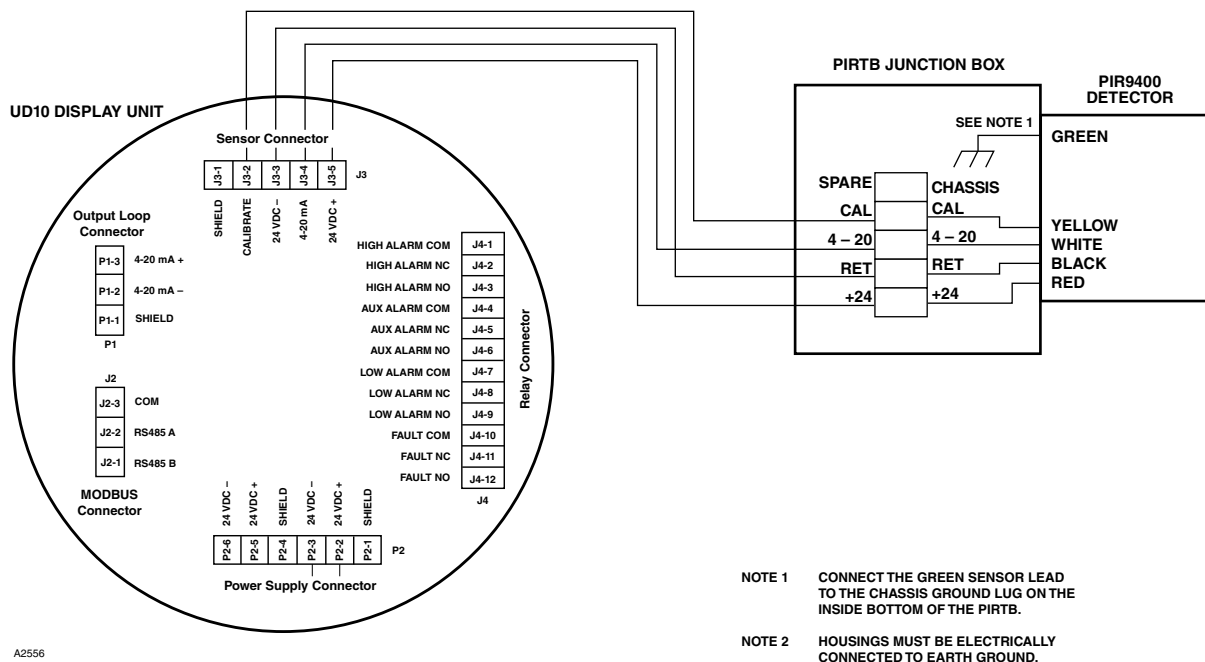 UD10 DISPLAY UNIT
Sensor Connector
J3-1
J3-2
J3-3
J3-4
J3-5
J3
SHIELD
CALIBRATE
24 VDC –
4-20 mA
24 VDC +
Output Loop
Connector
P1-3 4-20 mA +
P1-2 4-20 mA –
P1-1 SHIELD
P1
J2
J2-3 COM
J2-2 RS485 A
J2-1 RS485 B
MODBUS
Connector
HIGH ALARM COM J4-1
HIGH ALARM NC J4-2
HIGH ALARM NO J4-3
AUX ALARM COM J4-4
AUX ALARM NC J4-5
AUX ALARM NO J4-6
LOW ALARM COM J4-7
LOW ALARM NC J4-8
LOW ALARM NO J4-9
FAULT COM J4-10
FAULT NC J4-11
FAULT NO J4-12
J4
Relay Connector
24 VDC –
24 VDC +
SHIELD
24 VDC –
24 VDC +
SHIELD
P2-6
P2-5
P2-4
P2-3
P2-2
P2-1
P2
Power Supply Connector
PIRTB JUNCTION BOX
SEE NOTE 1
SPARE CHASSIS
CAL CAL
4 – 20 4 – 20
RET RET
+24 +24
PIR9400
DETECTOR
GREEN
YELLOW
WHITE
BLACK
RED
NOTE 1 CONNECT THE GREEN SENSOR LEAD
TO THE CHASSIS GROUND LUG ON THE
INSIDE BOTTOM OF THE PIRTB.
NOTE 2 HOUSINGS MUST BE ELECTRICALLY
CONNECTED TO EARTH GROUND.
A2556